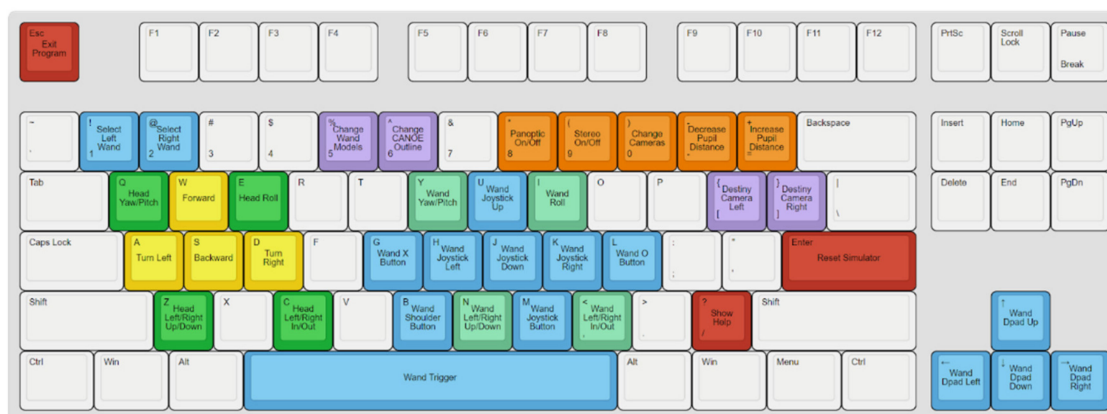 Esc
Exit
Program
F1
F2
F3
F4
F5
F6
F7
F8
F9
F10
F11
F12
PrtSc
Scroll
Lock
Pause
Break
~
`
!
Select
Left
Wand
1
@
Select
Right
Wand
2
#
3
$
4
%
Change
Wand
Models
5
^
Change
CANOE
Outline
6
&
7
*
Panoptic
On/Off
8
(
Stereo
On/Off
9
)
Change
Cameras
0
-
Decrease
Pupil
Distance
-
+
Increase
Pupil
Distance
=
Backspace
Insert
Home
PgUp
Tab
Q
Head
Yaw/Pitch
W
Forward
E
Head Roll
R
T
Y
Wand
Yaw/Pitch
U
Wand
Joystick
Up
I
Wand
Roll
O
P
{
Destiny
Camera
Left
[
}
Destiny
Camera
Right
]
|
\
Delete
End
PgDn
Caps Lock
A
Turn Left
S
Backward
D
Turn
Right
F
G
Wand X
Button
H
Wand
Joystick
Left
J
Wand
Joystick
Down
K
Wand
Joystick
Right
L
Wand O
Button
:
;
"
'
Enter
Reset Simulator
Shift
Z
Head
Left/Right
Up/Down
X
C
Head
Left/Right
In/Out
V
B
Wand
Shoulder
Button
N
Wand
Left/Right
Up/Down
M
Wand
Joystick
Button
<
Wand
Left/Right
In/Out
,
>
.
?
Show
Help
/
Shift
↑
Wand
Dpad Up
Ctrl
Win
Alt
Wand Trigger
Alt
Win
Menu
Ctrl
←
Wand
Dpad Left
↓
Wand
Dpad
Down
→
Wand
Dpad
Right